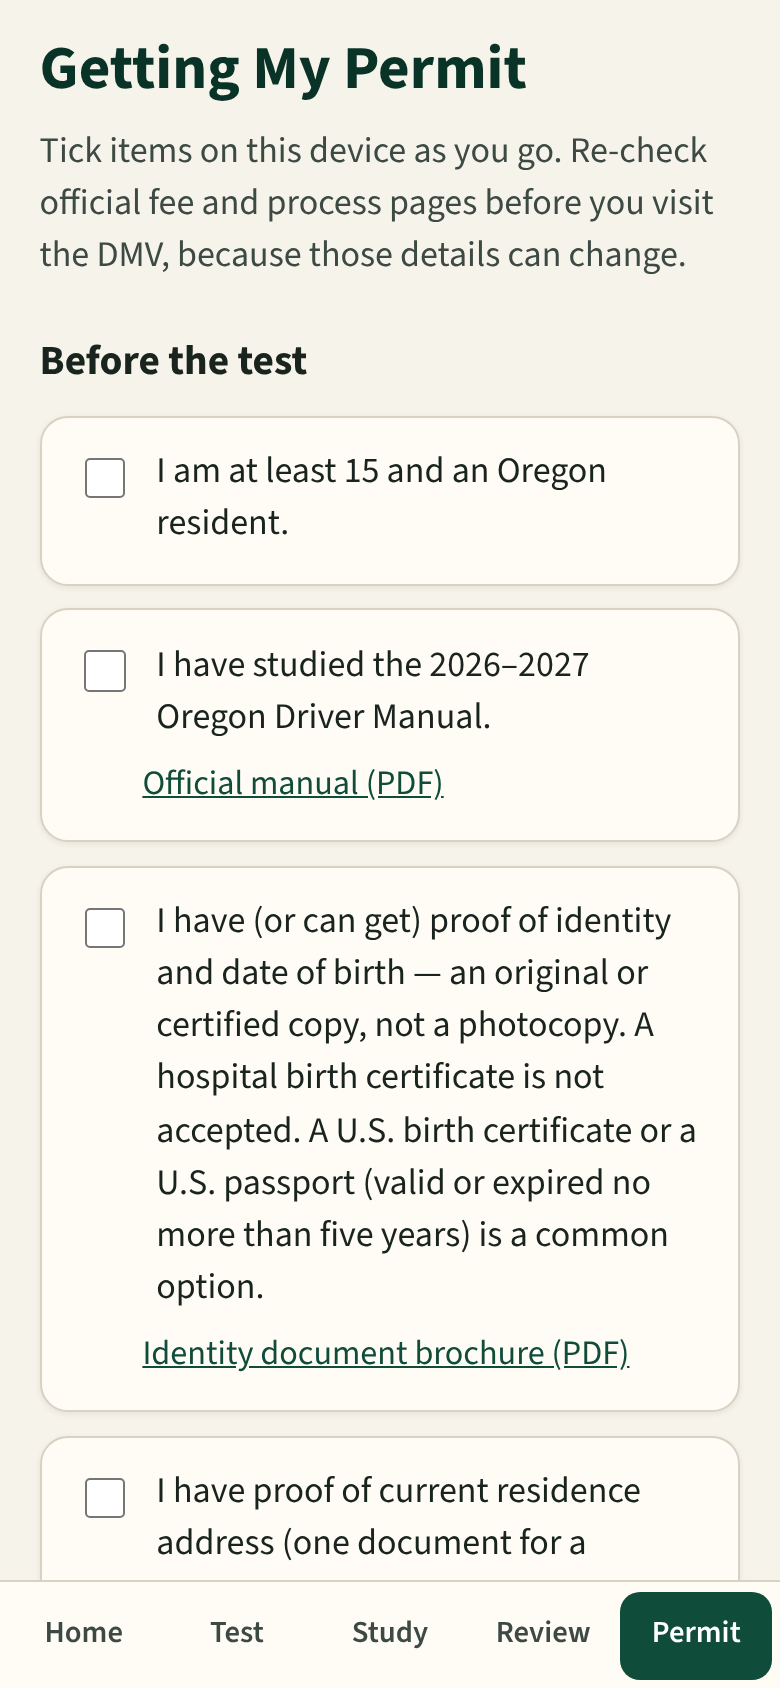 Getting My Permit
Tick items on this device as you go. Re-check
official fee and process pages before you visit
the DMV, because those details can change.
Before the test
I am at least 15 and an Oregon
resident.
I have studied the 2026–2027
Oregon Driver Manual.
Official manual (PDF)
I have (or can get) proof of identity
and date of birth — an original or
certified copy, not a photocopy. A
hospital birth certificate is not
accepted. A U.S. birth certificate or a
U.S. passport (valid or expired no
more than five years) is a common
option.
Identity document brochure (PDF)
I have proof of current residence
address (one document for a
Home Test Study Review Permit